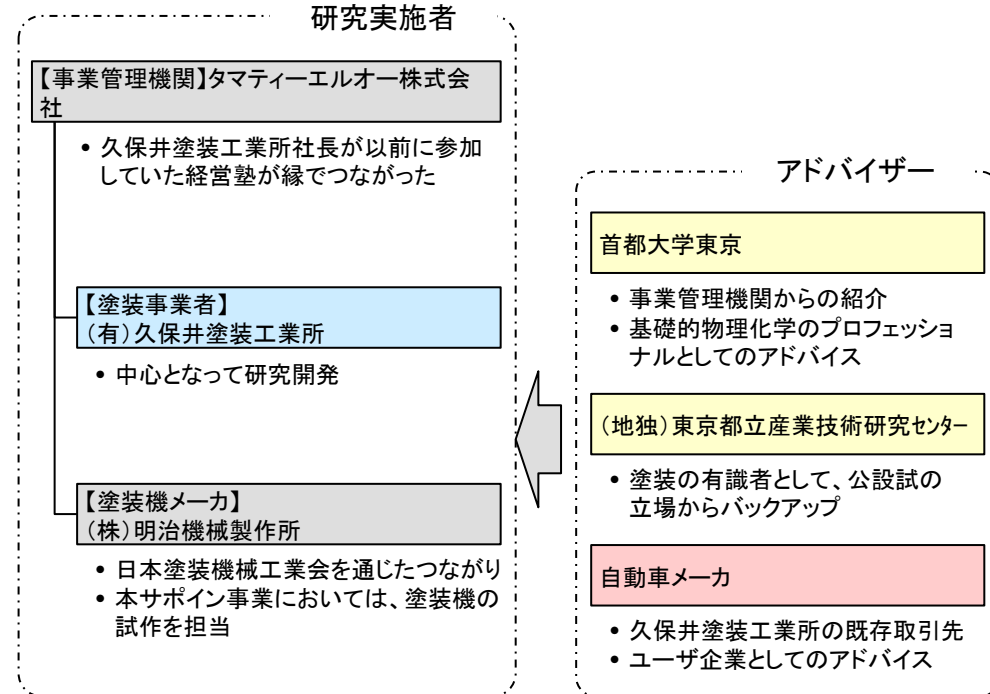 研究実施者
【事業管理機関】タマティーエルオー株式会
社
• 久保井塗装工業所社長が以前に参加
していた経営塾が縁でつながった
【塗装事業者】
（有）久保井塗装工業所
• 中心となって研究開発
【塗装機メーカ】
（株）明治機械製作所
• 日本塗装機械工業会を通じたつながり
• 本サポイン事業においては、塗装機の
試作を担当
アドバイザー
首都大学東京
• 事業管理機関からの紹介
• 基礎的物理化学のプロフェッショ
ナルとしてのアドバイス
（地独）東京都立産業技術研究センター
• 塗装の有識者として、公設試の
立場からバックアップ
自動車メーカ
• 久保井塗装工業所の既存取引先
• ユーザ企業としてのアドバイス